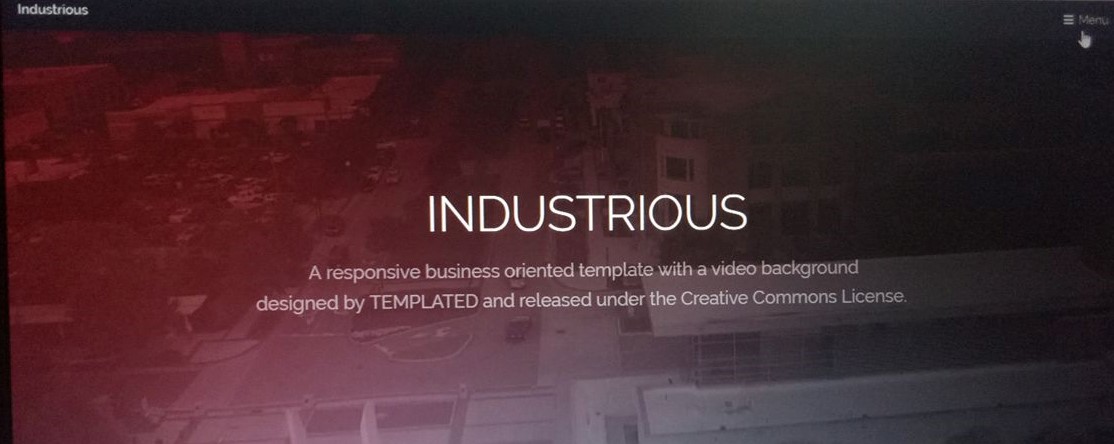 Industrious
Menu
INDUSTRIOUS
A responsive business oriented template with a video background
designed by TEMPLATED and released under the Creative Commons License.